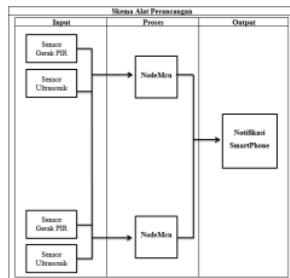 Skema Alat Perancangan
Input Proses Output
Sensor
Gerak PIR
Sensor
Ultrasonik
NodeMcu
Notifikasi
SmartPhone
Sensor
Gerak PIR
Sensor
Ultrasonik
NodeMcu